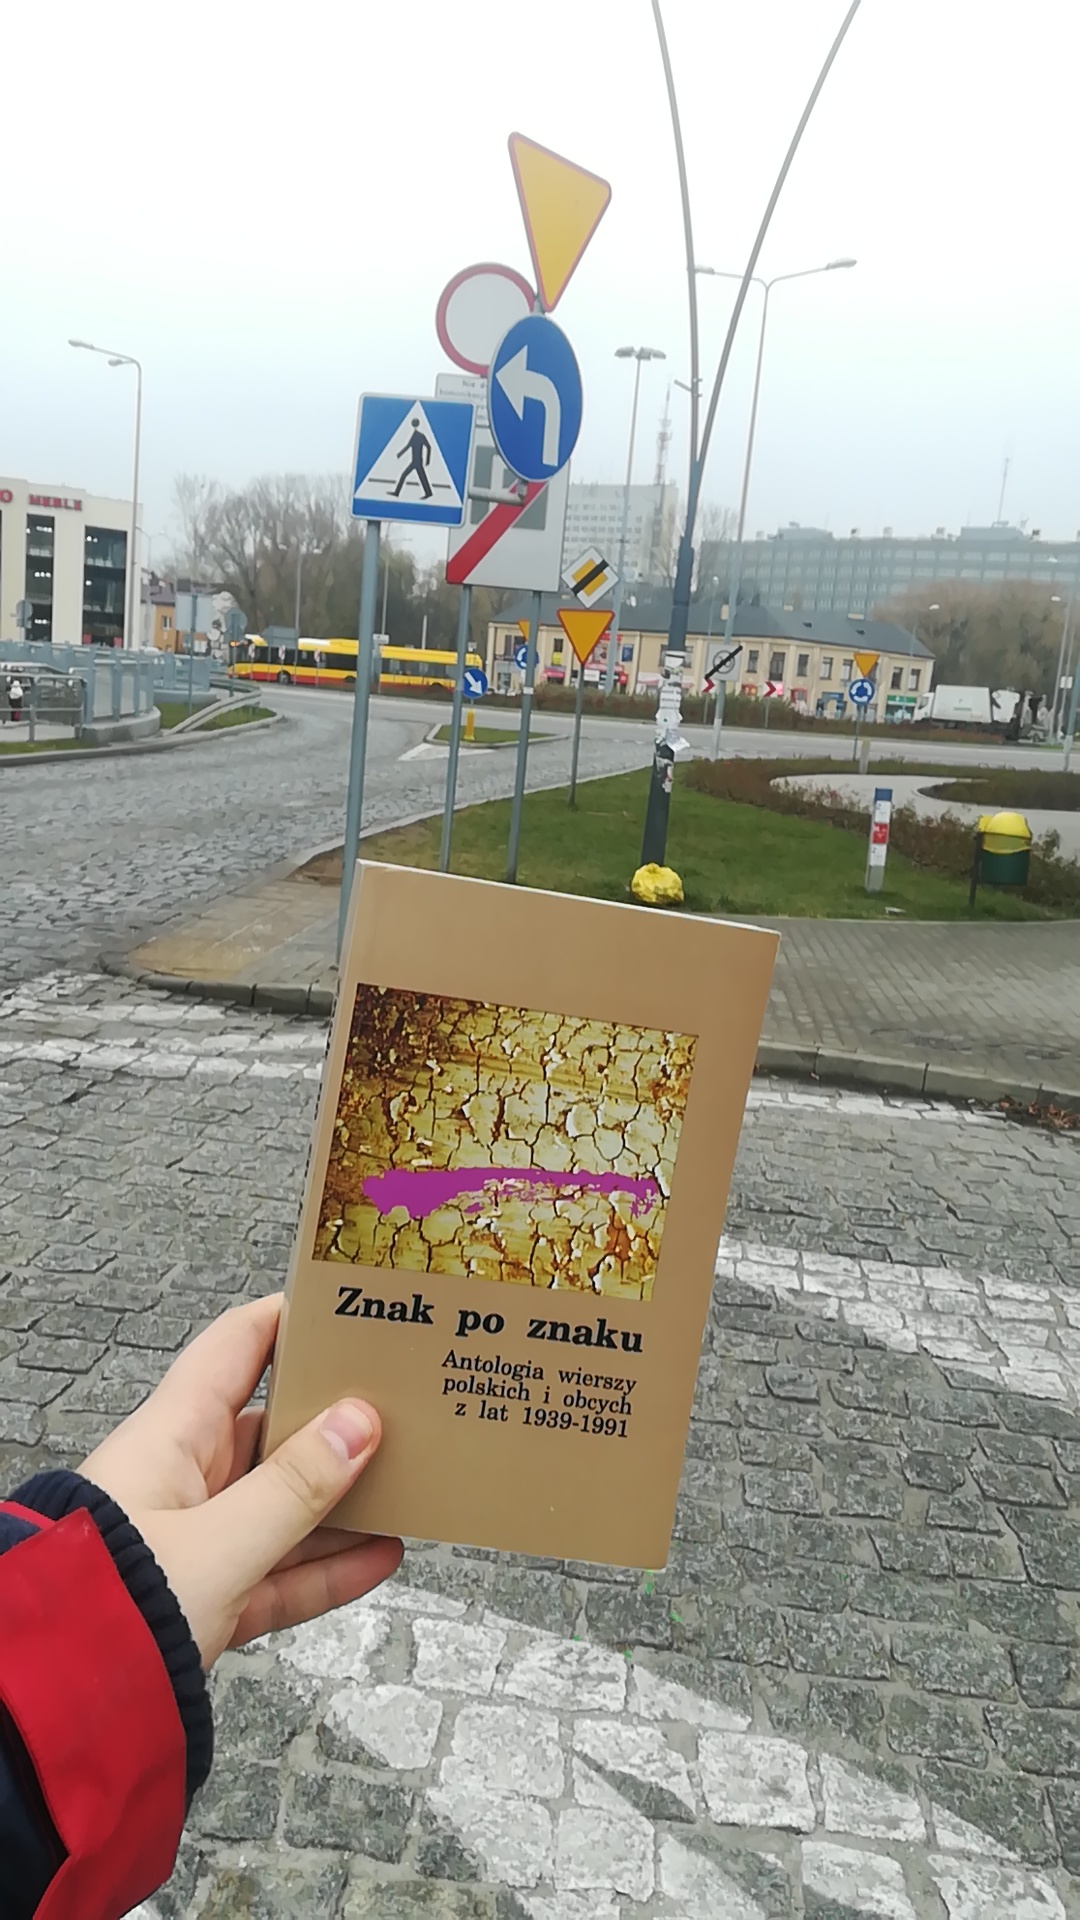 MEBLE
Znak po znaku
Antologia wierszy
polskich i obcych
z lat 1939-1991